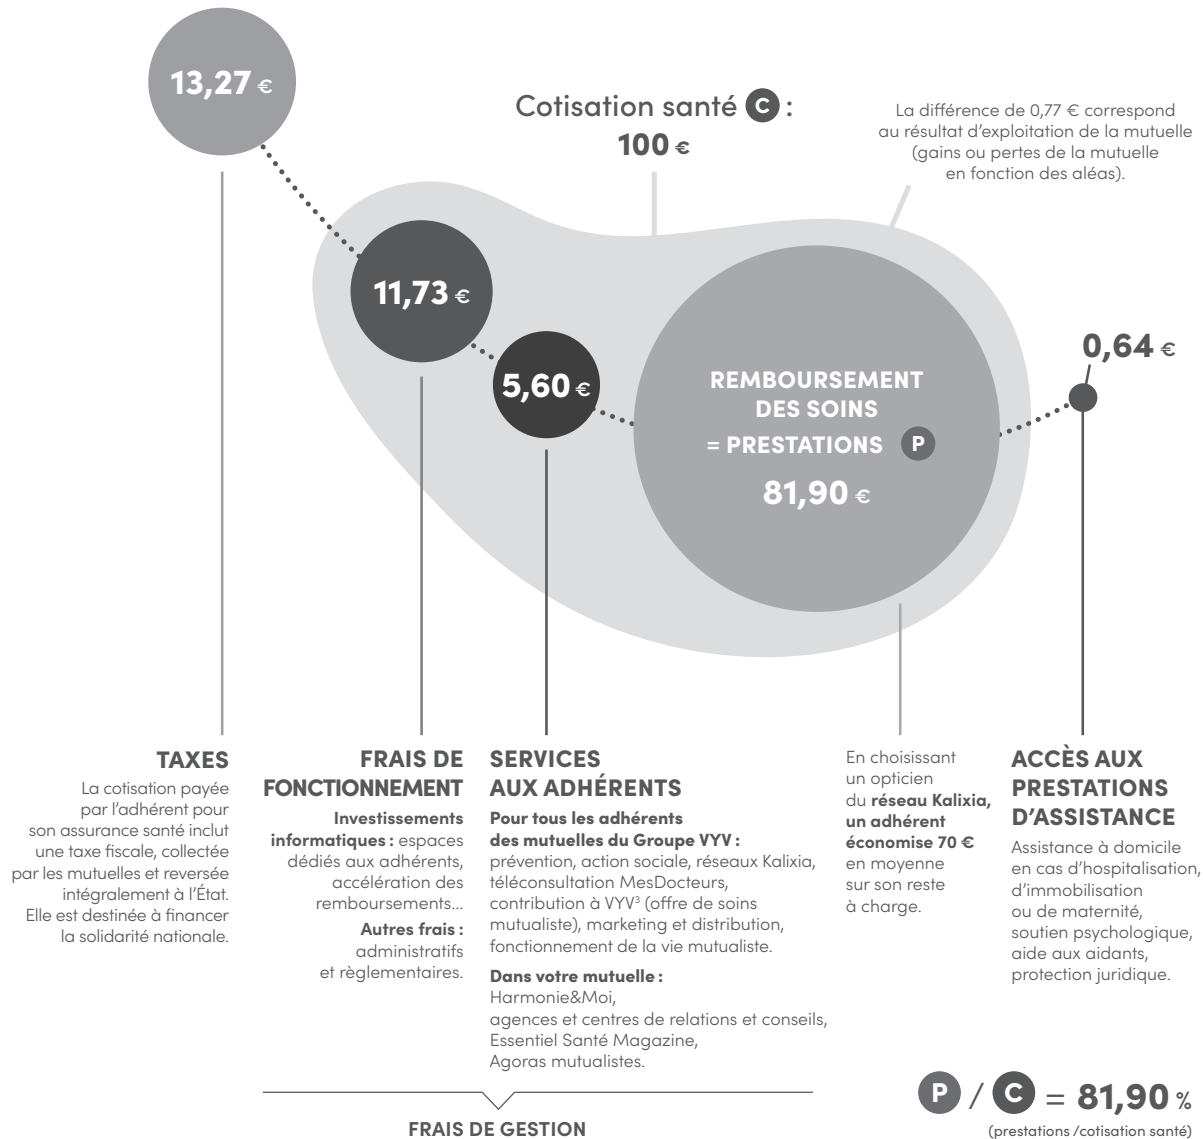 13,27 €
Cotisation santé C :
100 €
La différence de 0,77 € correspond
au résultat d'exploitation de la mutuelle
(gains ou pertes de la mutuelle
en fonction des aléas).
11,73 €
5,60 €
REMBOURSEMENT
DES SOINS
= PRESTATIONS P
81,90 €
0,64 €
TAXES
La cotisation payée
par l'adhérent pour
son assurance santé inclut
une taxe fiscale, collectée
par les mutuelles et reversée
intégralement à l'État.
Elle est destinée à financer
la solidarité nationale.
FRAIS DE
FONCTIONNEMENT
Investissements
informatiques : espaces
dédiés aux adhérents,
accélération des
remboursements...
Autres frais :
administratifs
et règlementaires.
SERVICES
AUX ADHÉRENTS
Pour tous les adhérents
des mutuelles du Groupe VYV :
prévention, action sociale, réseaux Kalixia,
téléconsultation MesDocteurs,
contribution à VYV³ (offre de soins
mutualiste), marketing et distribution,
fonctionnement de la vie mutualiste.
Dans votre mutuelle :
Harmonie&Moi,
agences et centres de relations et conseils,
Essentiel Santé Magazine,
Agoras mutualistes.
FRAIS DE GESTION
En choisissant
un opticien
du réseau Kalixia,
un adhérent
économise 70 €
en moyenne
sur son reste
à charge.
ACCÈS AUX
PRESTATIONS
D'ASSISTANCE
Assistance à domicile
en cas d'hospitalisation,
d'immobilisation
ou de maternité,
soutien psychologique,
aide aux aidants,
protection juridique.
P / C = 81,90 %
(prestations /cotisation santé)